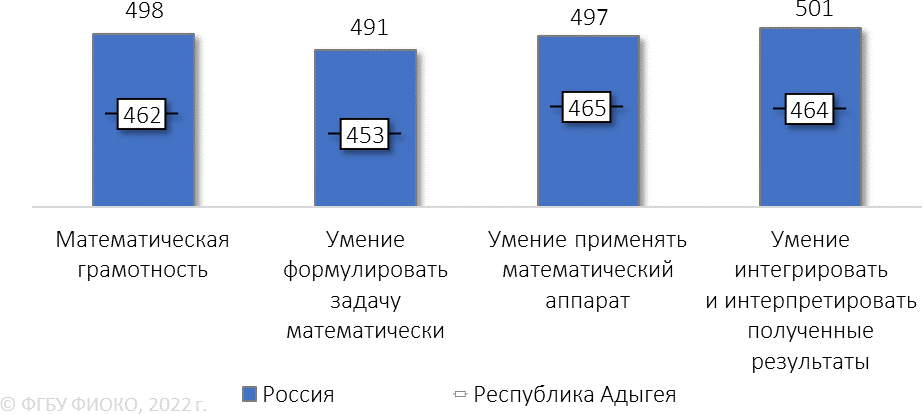 498
491
497
501
462
453
465
464
Математическая
грамотность
Умение
формулировать
задачу
математически
Умение применять
математический
аппарат
Умение
интегрировать
и интерпретировать
полученные
результаты
Россия
Республика Адыгея
© ФГБУ ФИОКО, 2022 г.